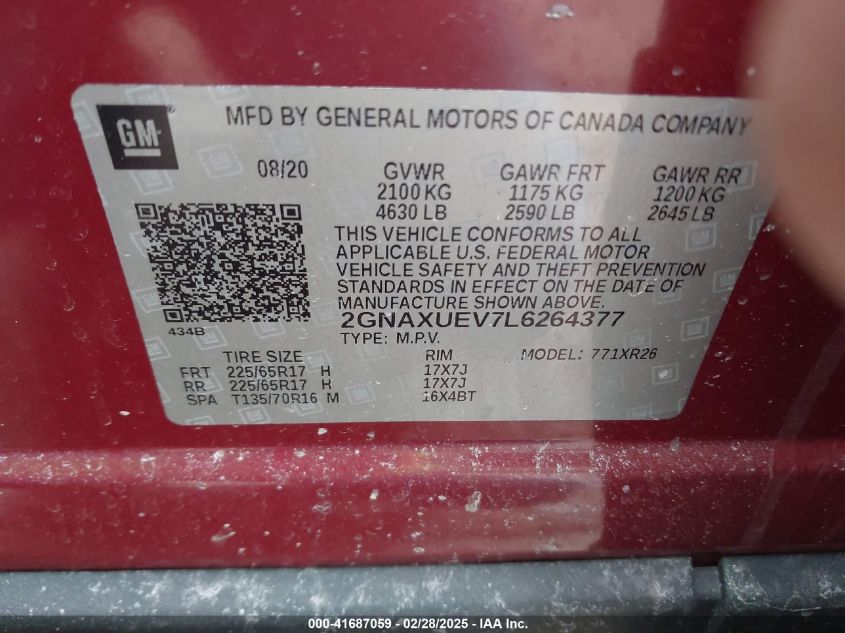 GM
MFD BY GENERAL MOTORS OF CANADA COMPANY
08/20 GVWR GAWR FRT GAWR RR
2100 KG 1175 KG 1200 KG
4630 LB 2590 LB 2645 LB
THIS VEHICLE CONFORMS TO ALL
APPLICABLE U.S. FEDERAL MOTOR
VEHICLE SAFETY AND THEFT PREVENTION
STANDARDS IN EFFECT ON THE DATE OF
MANUFACTURE SHOWN ABOVE.
2GNAXUEV7L6264377
434B
TYPE: M.P.V. MODEL: 771XR26
TIRE SIZE RIM
FRT 225/65R17 H 17X7J
RR 225/65R17 H 17X7J
SPA T135/70R16 M 16X4BT
000-41687059 - 02/28/2025 - IAAI.com